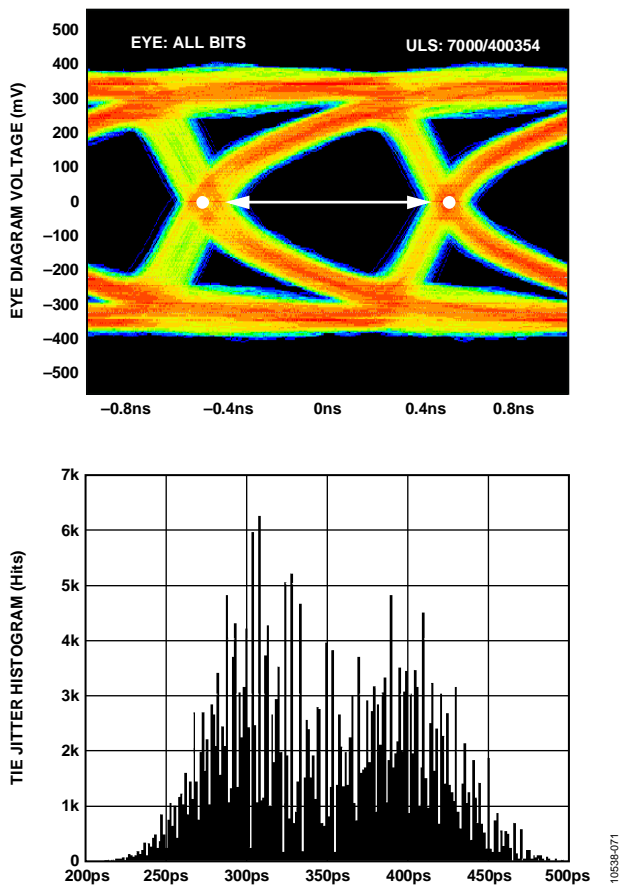 EYE: ALL BITS
ULS: 7000/400354
EYE DIAGRAM VOLTAGE (mV)
500
400
300
200
100
0
–100
–200
–300
–400
–500
–0.8ns –0.4ns 0ns 0.4ns 0.8ns
TIE JITTER HISTOGRAM (Hits)
7k
6k
5k
4k
3k
2k
1k
0
200ps 250ps 300ps 350ps 400ps 450ps 500ps
10538-071